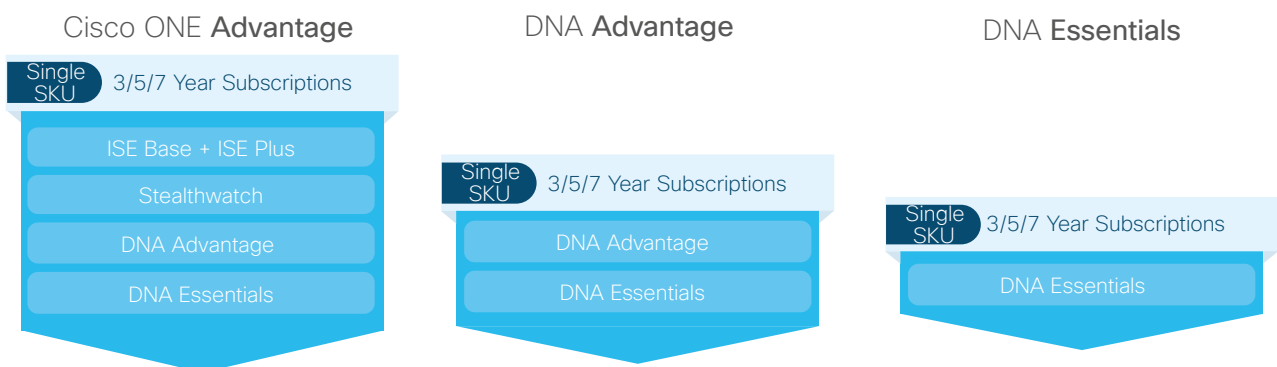 Cisco ONE Advantage
Single
SKU
3/5/7 Year Subscriptions
ISE Base + ISE Plus
Stealthwatch
DNA Advantage
DNA Essentials
DNA Advantage
Single
SKU
3/5/7 Year Subscriptions
DNA Advantage
DNA Essentials
DNA Essentials
Single
SKU
3/5/7 Year Subscriptions
DNA Essentials